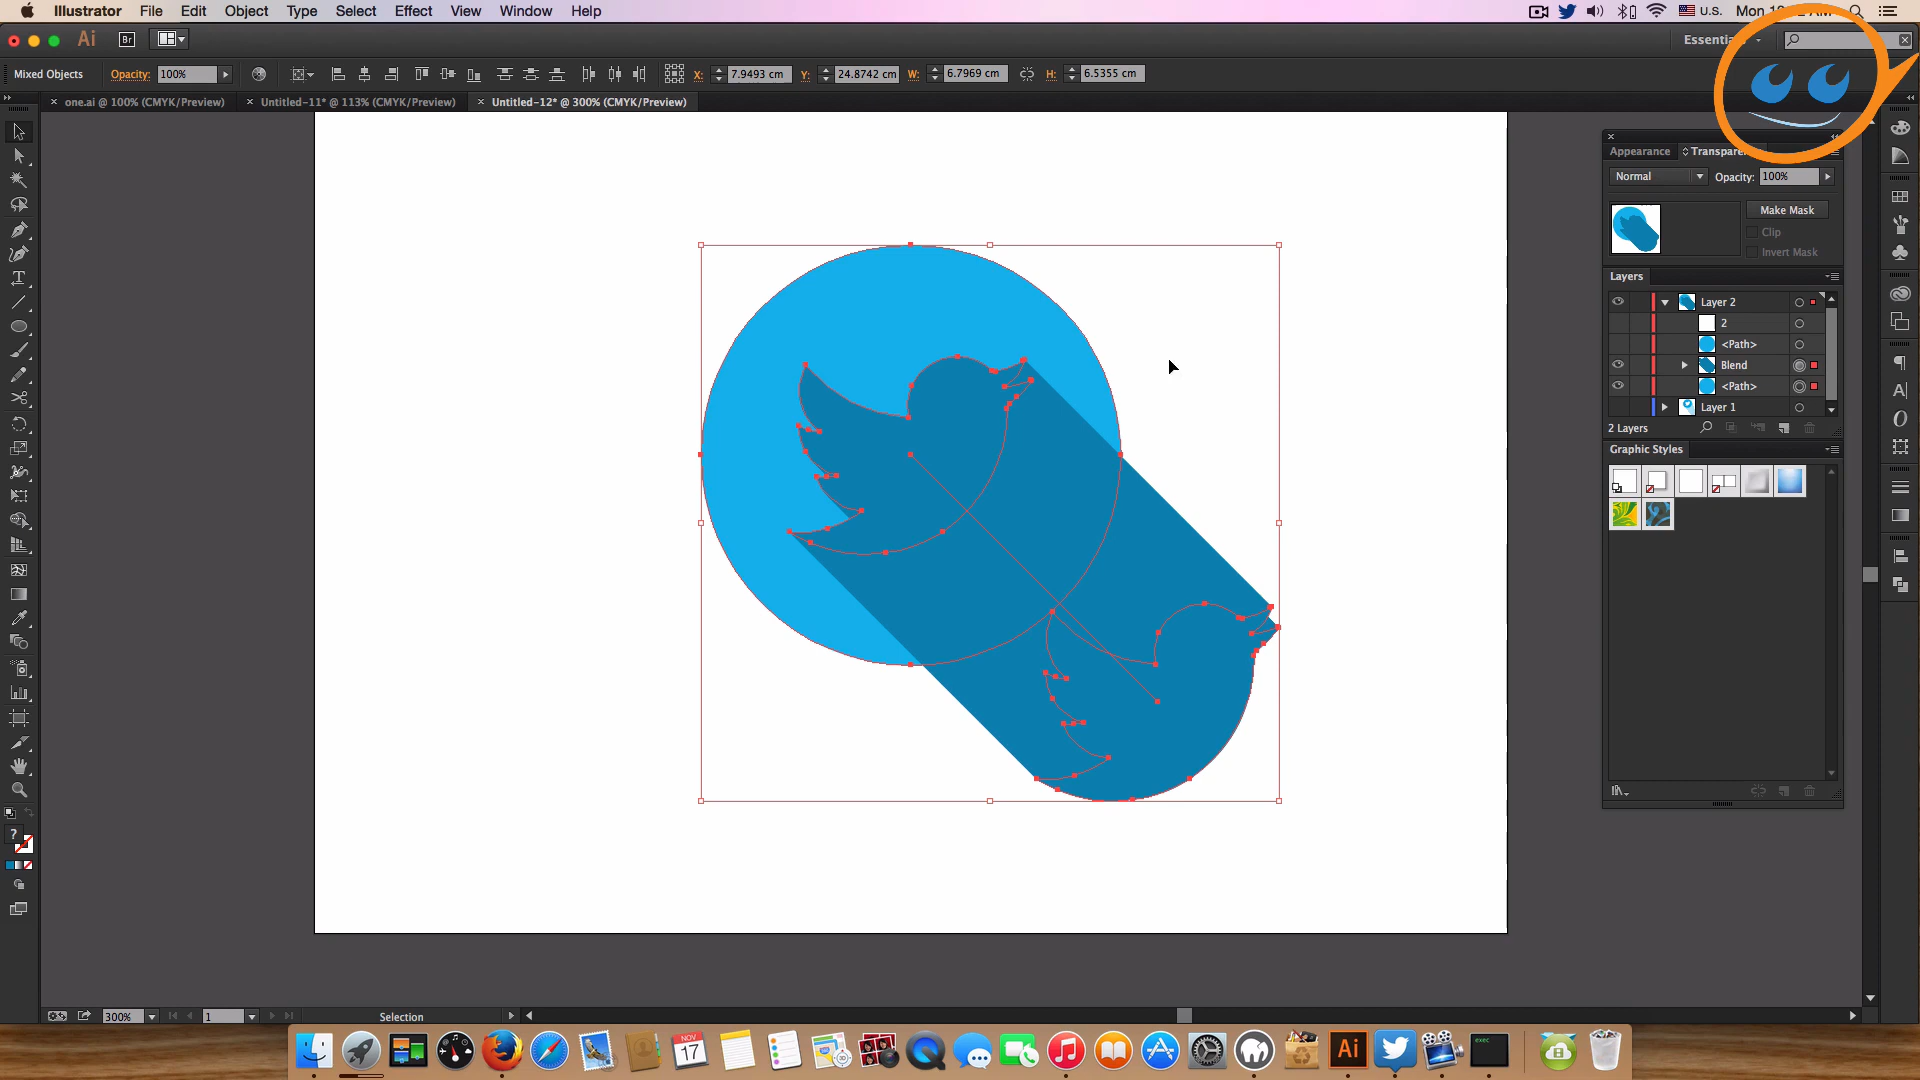 Illustrator File Edit Object Type Select Effect View Window Help U.S.
Ai Br
Mixed Objects Opacity: 100% X: 7.9493 cm Y: 24.8742 cm W: 6.7969 cm H: 6.5355 cm
one.ai @ 100% (CMYK/Preview) Untitled-11* @ 113% (CMYK/Preview) Untitled-12* @ 300% (CMYK/Preview)
Appearance
Normal Opacity: 100%
Make Mask
Clip
Invert Mask
Layers
Layer 2
2
<Path>
Blend
<Path>
Layer 1
2 Layers
Graphic Styles
300% 1 Selection
NOV
17
Ai
exec